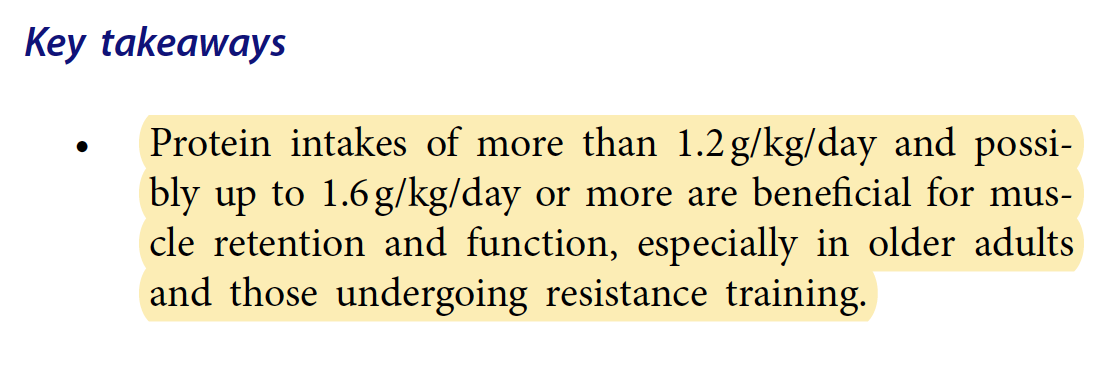 Key takeaways
• Protein intakes of more than 1.2 g/kg/day and possi-
bly up to 1.6 g/kg/day or more are beneficial for mus-
cle retention and function, especially in older adults
and those undergoing resistance training.